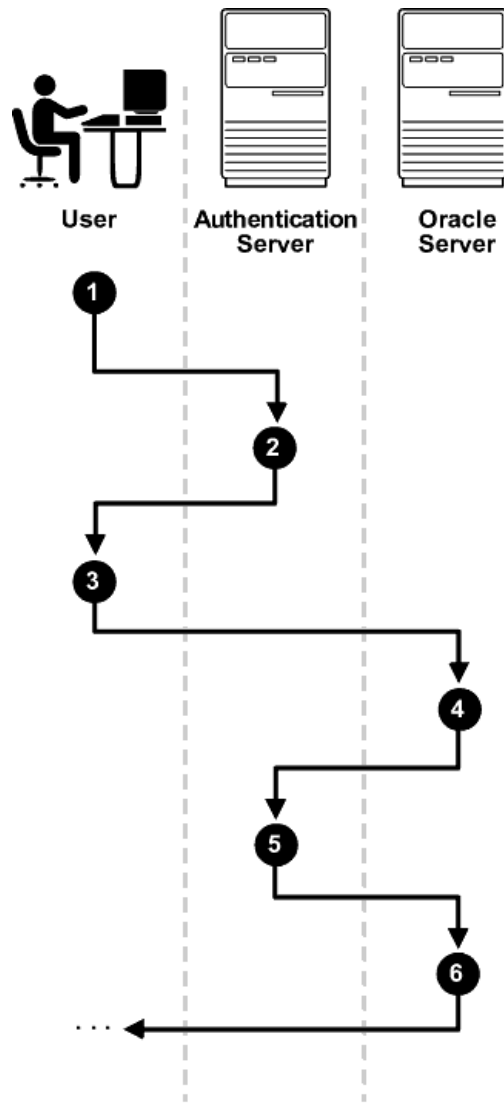 User
Authentication
Server
Oracle
Server
1
2
3
4
5
6
. . .